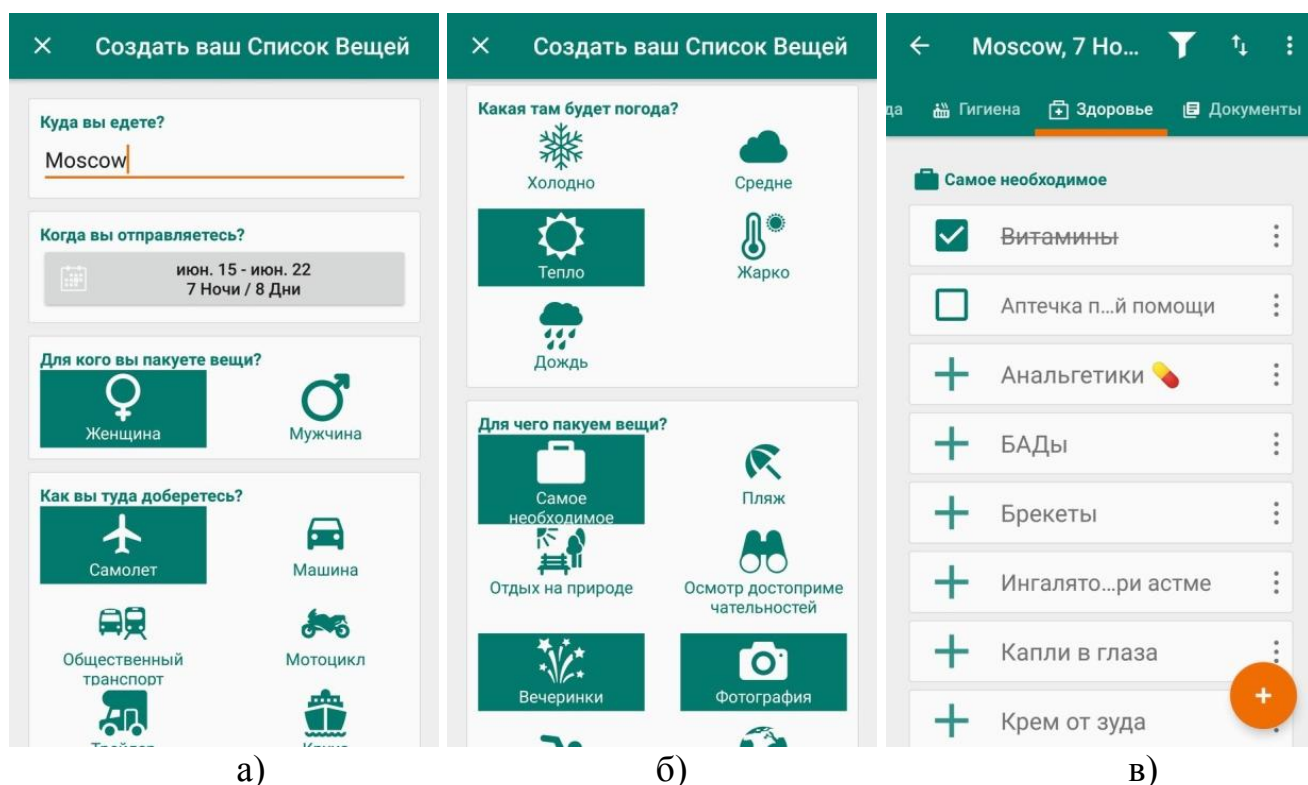 Создать ваш Список Вещей
Куда вы едете?
Moscow
Когда вы отправляетесь?
июн. 15 - июн. 22
7 Ночи / 8 Дни
Для кого вы пакуете вещи?
Женщина
Мужчина
Как вы туда доберетесь?
Самолет
Машина
Общественный
транспорт
Мотоцикл
а)
Создать ваш Список Вещей
Какая там будет погода?
Холодно
Средне
Тепло
Жарко
Дождь
Для чего пакуем вещи?
Самое
необходимое
Пляж
Отдых на природе
Осмотр достоприме
чательностей
Вечеринки
Фотография
б)
Moscow, 7 Но...
да
Гигиена
Здоровье
Документы
Самое необходимое
Витамины
Аптечка п...й помощи
Анальгетики
БАДы
Брекеты
Ингалято...ри астме
Капли в глаза
Крем от зуда
в)